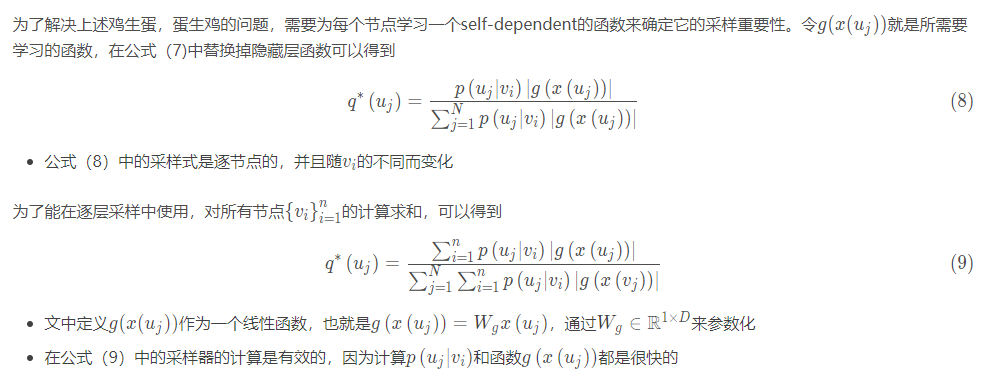 为了解决上述鸡生蛋，蛋生鸡的问题，需要为每个节点学习一个self-dependent的函数来确定它的采样重要性。令$g(x(u_j))$就是所需要
学习的函数，在公式 (7)中替换掉隐藏层函数可以得到
$$q^*(u_j) = \frac{p(u_j|v_i)|g(x(u_j))|}{\sum_{j=1}^{N} p(u_j|v_i)|g(x(u_j))|}$$ (8)
• 公式（8）中的采样式是逐节点的，并且随$v_i$的不同而变化
为了能在逐层采样中使用，对所有节点$\{v_i\}_{i=1}^{n}$的计算求和，可以得到
$$q^*(u_j) = \frac{\sum_{i=1}^{n} p(u_j|v_i)|g(x(u_j))|}{\sum_{j=1}^{N} \sum_{i=1}^{n} p(u_j|v_i)|g(x(v_j))|}$$ (9)
• 文中定义$g(x(u_j))$作为一个线性函数，也就是$g(x(u_j)) = W_g x(u_j)$，通过$W_g \in \mathbb{R}^{1 \times D}$来参数化
• 在公式（9）中的采样器的计算是有效的，因为计算$p(u_j|v_i)$和函数$g(x(u_j))$都是很快的